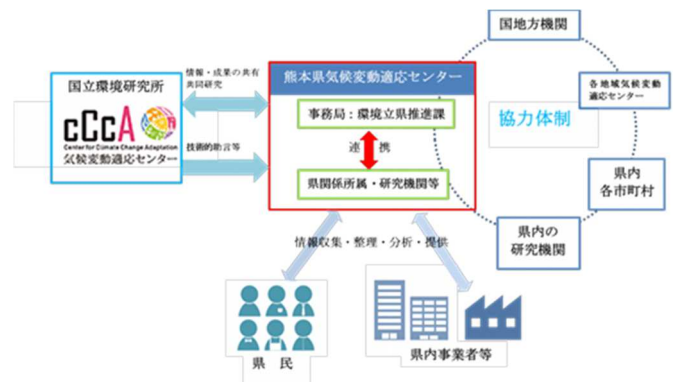 国地方機関
情報・成果の共有
共同研究
国立環境研究所
cccA
Center for Climate Change Adaptation
気候変動適応センター
技術的助言等
熊本県気候変動適応センター
事務局：環境立県推進課
連　携
県関係所属・研究機関等
協力体制
各地域気候変動
適応センター
県内
各市町村
県内の
研究機関
情報収集・整理・分析・提供
県　民
県内事業者等